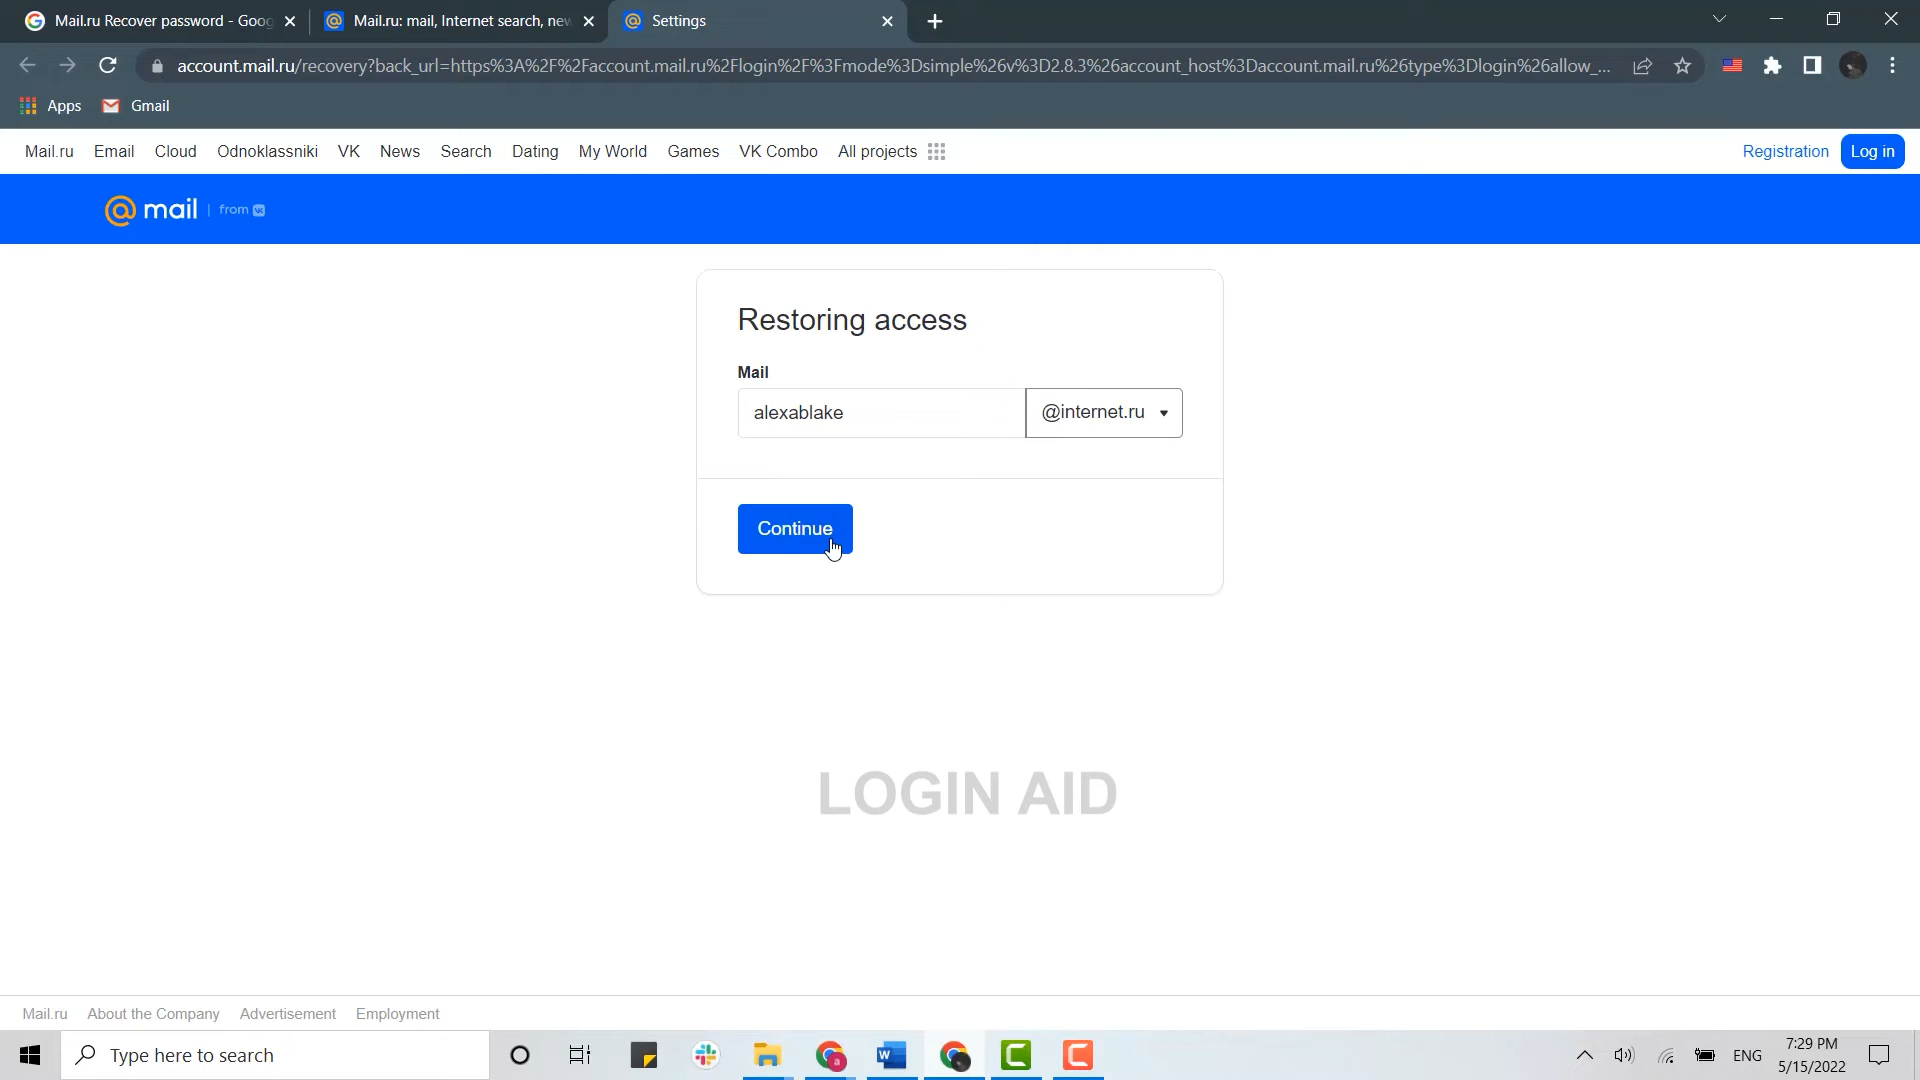 Mail.ru Recover password - Goog
Mail.ru: mail, Internet search, new
Settings
account.mail.ru/recovery?back_url=https%3A%2F%2Faccount.mail.ru%2Flogin%2F%3Fmode%3Dsimple%26v%3D2.8.3%26account_host%3Daccount.mail.ru%26type%3Dlogin%26allow_...
Apps Gmail
Mail.ru Email Cloud Odnoklassniki VK News Search Dating My World Games VK Combo All projects Registration Log in
@mail from
Restoring access
Mail
alexablake @internet.ru
Continue
LOGIN AID
Mail.ru About the Company Advertisement Employment
Type here to search
ENG
7:29 PM
5/15/2022